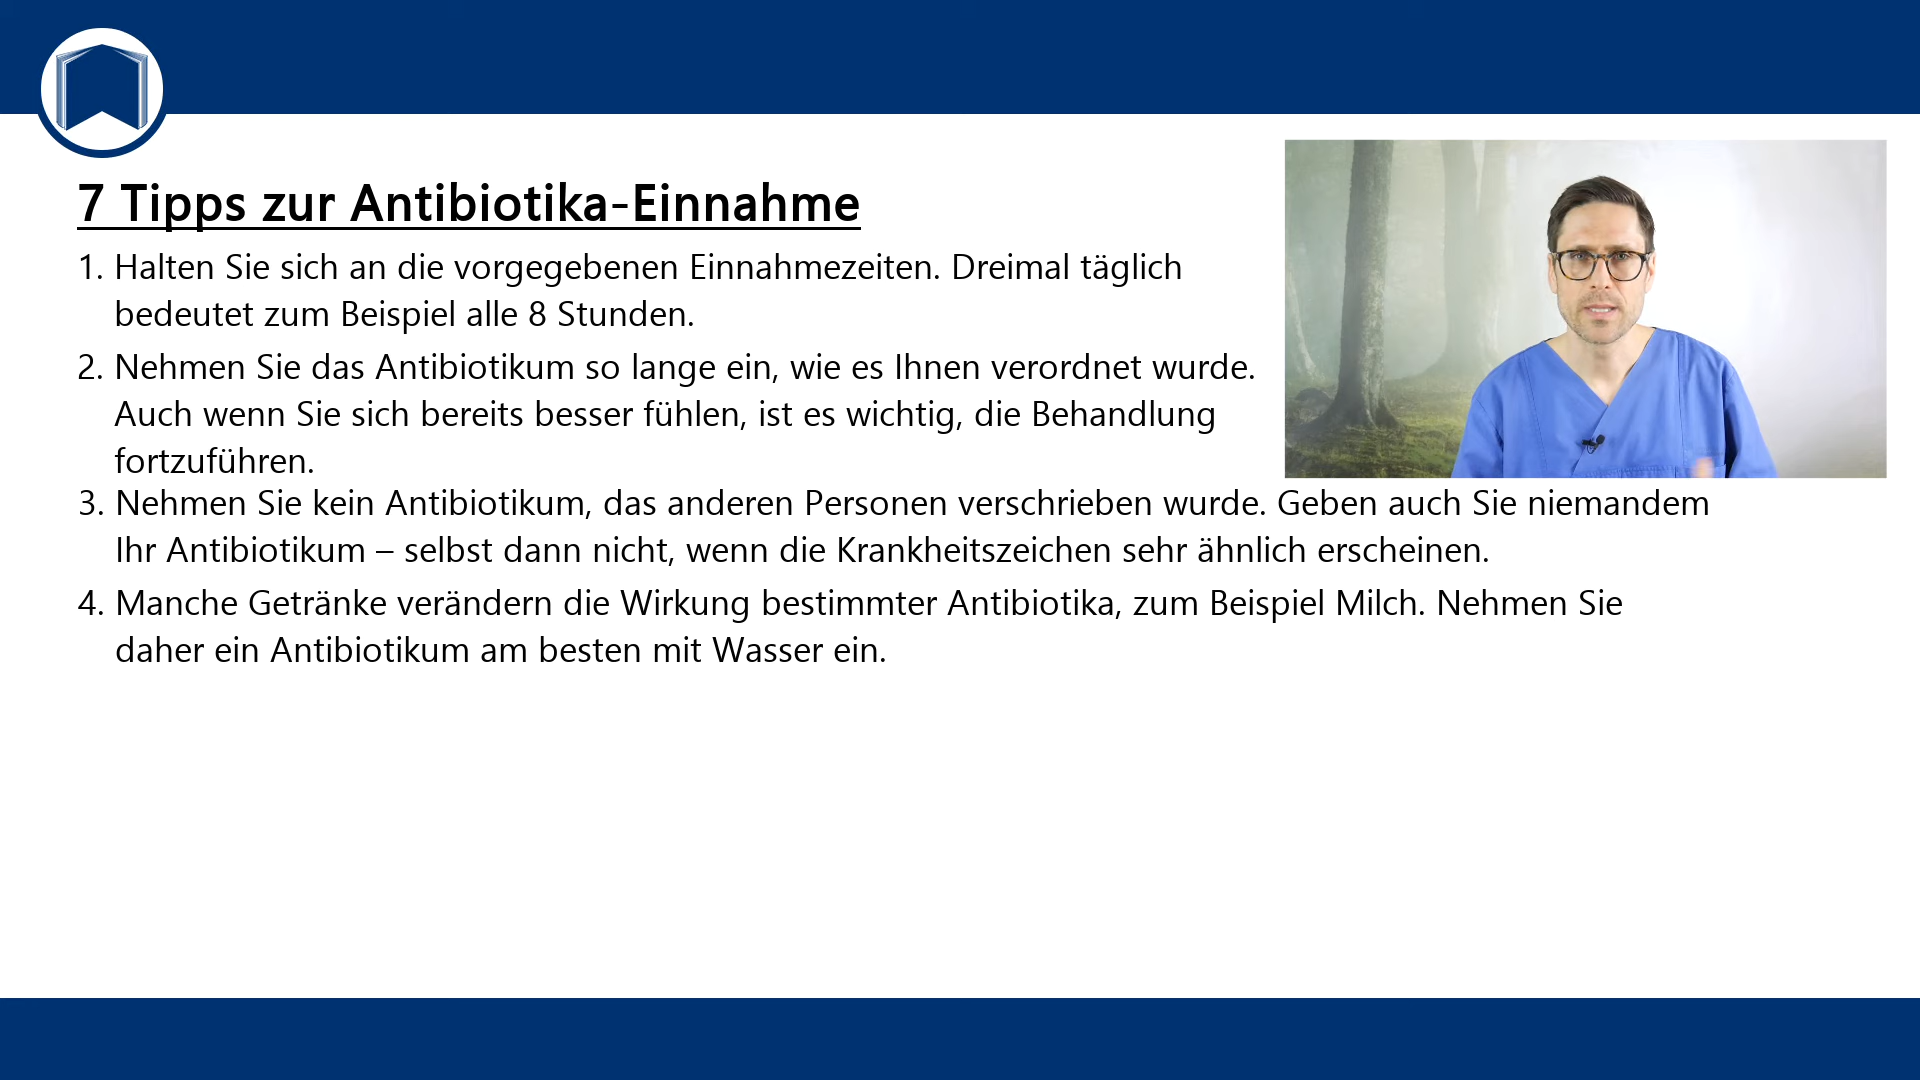 7 Tipps zur Antibiotika-Einnahme
1. Halten Sie sich an die vorgegebenen Einnahmezeiten. Dreimal täglich
bedeutet zum Beispiel alle 8 Stunden.
2. Nehmen Sie das Antibiotikum so lange ein, wie es Ihnen verordnet wurde.
Auch wenn Sie sich bereits besser fühlen, ist es wichtig, die Behandlung
fortzuführen.
3. Nehmen Sie kein Antibiotikum, das anderen Personen verschrieben wurde. Geben auch Sie niemandem
Ihr Antibiotikum – selbst dann nicht, wenn die Krankheitszeichen sehr ähnlich erscheinen.
4. Manche Getränke verändern die Wirkung bestimmter Antibiotika, zum Beispiel Milch. Nehmen Sie
daher ein Antibiotikum am besten mit Wasser ein.